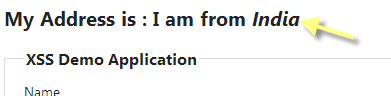 My Address is : I am from India
XSS Demo Application
Name